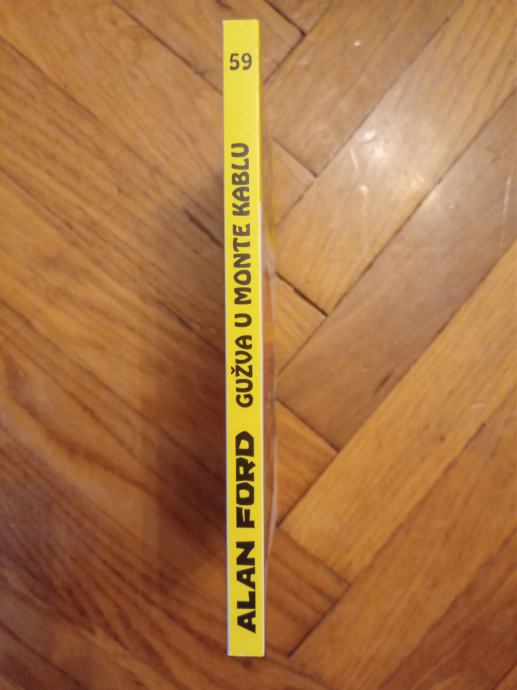 ALAN FORD GUŽVA U MONTE KABLU
59